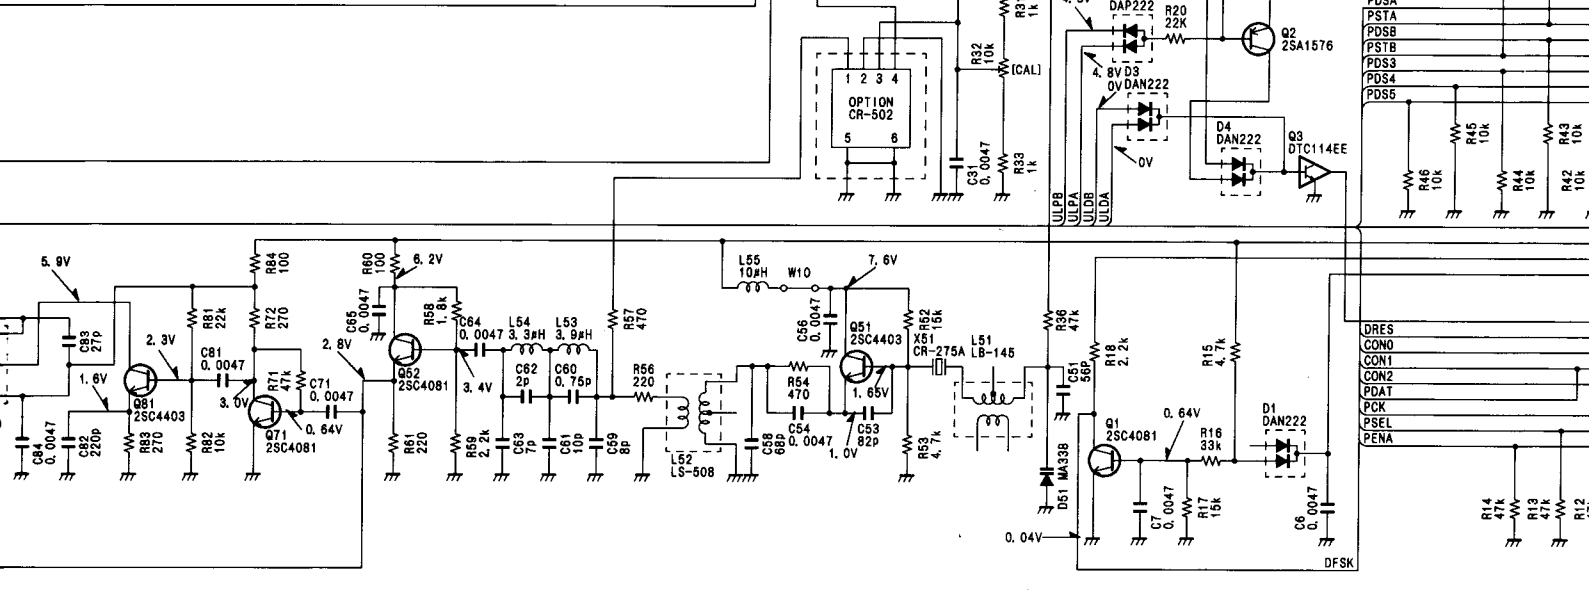 PDSA
PSTA
PDSB
PSTB
PDS3
PDS4
PDS5
R31
1k
4.8V
DAP222
R20
22K
Q2
2SA1576
R32
10k
[CAL]
4.8V
D3
0V
DAN222
1 2 3 4
OPTION
CR-502
5 6
C31
0.0047
R33
1k
0V
D4
DAN222
Q3
DTC114EE
R46
10k
R45
10k
R44
10k
R43
10k
R42
10k
ULPB
ULPA
ULDB
ULDA
5.9V
R84
100
R60
100
6.2V
L55
10μH
W10
7.6V
C65
0.0047
R58
1.8k
R81
22k
R72
270
C83
27p
2.3V
C81
0.0047
2.8V
R71
47k
C71
0.0047
1.6V
Q81
2SC4403
3.0V
0.64V
Q71
2SC4081
C84
0.0047
C82
220p
R83
270
R82
10k
C64
0.0047
L54
3.3μH
L53
3.9μH
R57
470
Q52
2SC4081
3.4V
C62
2p
C60
0.75p
R56
220
R61
220
R59
2.2k
C63
7p
C61
10p
C59
8p
L52
LS-508
C58
68p
C56
0.0047
Q51
2SC4403
R52
15k
X51
CR-275A
L51
LB-145
R54
470
1.65V
C54
0.0047
1.0V
C53
82p
R53
4.7k
R36
47k
C51
56P
R18
2.2k
R15
4.7k
D51 MA338
Q1
2SC4081
0.64V
R16
33k
D1
DAN222
C7
0.0047
R17
15k
C6
0.0047
0.04V
DFSK
DRES
CON0
CON1
CON2
PDAT
PCK
PSEL
PENA
R14
47k
R13
47k
R12